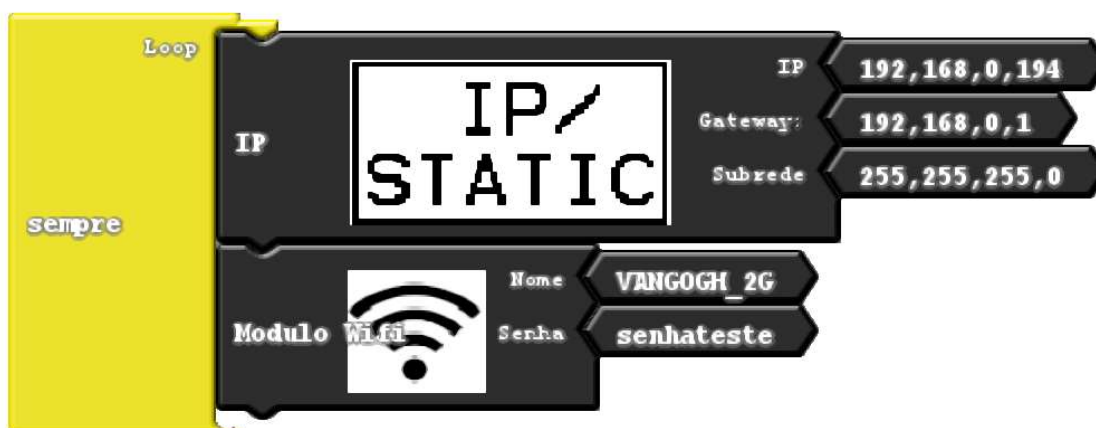 Loop
sempre
IP
IP/
STATIC
IP 192,168,0,194
Gateway: 192,168,0,1
Subrede 255,255,255,0
Modulo Wifi
Nome VANGOGH_2G
Senha senhateste